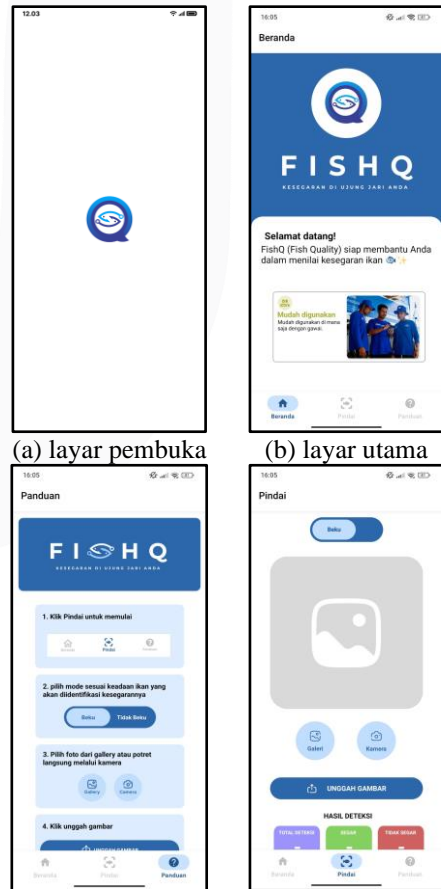 12.03
16:05
Beranda
FISHQ
KESEGARAN DI UJUNG JARI ANDA
Selamat datang!
FishQ (Fish Quality) siap membantu Anda
dalam menilai kesegaran ikan 🐟✨
Mudah digunakan
Mudah digunakan di mana
saja dengan gawai.
Beranda
Pindai
Panduan
(a) layar pembuka
(b) layar utama
16:05
Panduan
FISHQ
KESEGARAN DI UJUNG JARI ANDA
1. Klik Pindai untuk memulai
Beranda
Pindai
Panduan
2. pilih mode sesuai keadaan ikan yang
akan diidentifikasi kesegarannya
Beku
Tidak Beku
3. Pilih foto dari gallery atau potret
langsung melalui kamera
Gallery
Camera
4. Klik unggah gambar
UNGGAH GAMBAR
Beranda
Pindai
Panduan
16:05
Pindai
Beku
Galeri
Kamera
UNGGAH GAMBAR
HASIL DETEKSI
TOTAL DETEKSI
SEGAR
TIDAK SEGAR
Beranda
Pindai
Panduan